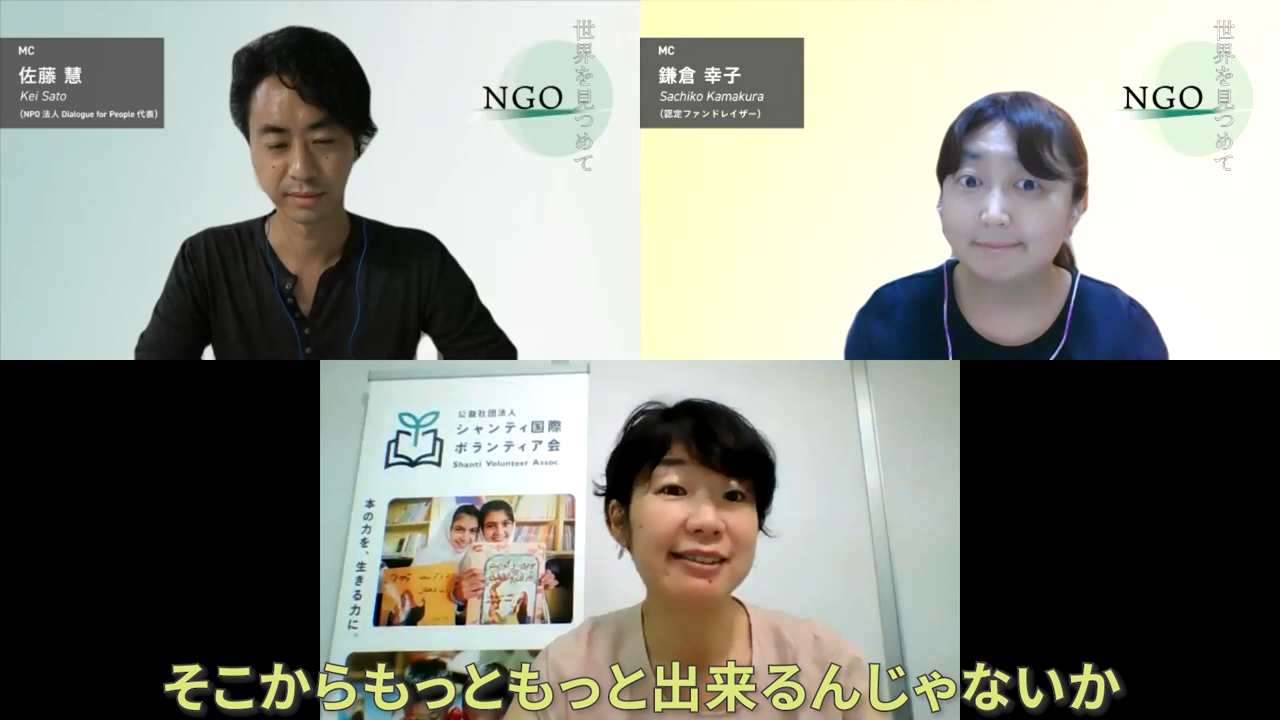 MC
佐藤 慧
Kei Sato
(NPO 法人 Dialogue for People 代表)
NGO
世界を見つめて
MC
鎌倉 幸子
Sachiko Kamakura
(認定ファンドレイザー)
NGO
世界を見つめて
公益社団法人
シャンティ国際
ボランティア会
Shanti Volunteer Assoc
本の力を、生きる力に。
そこからもっともっと出来るんじゃないか